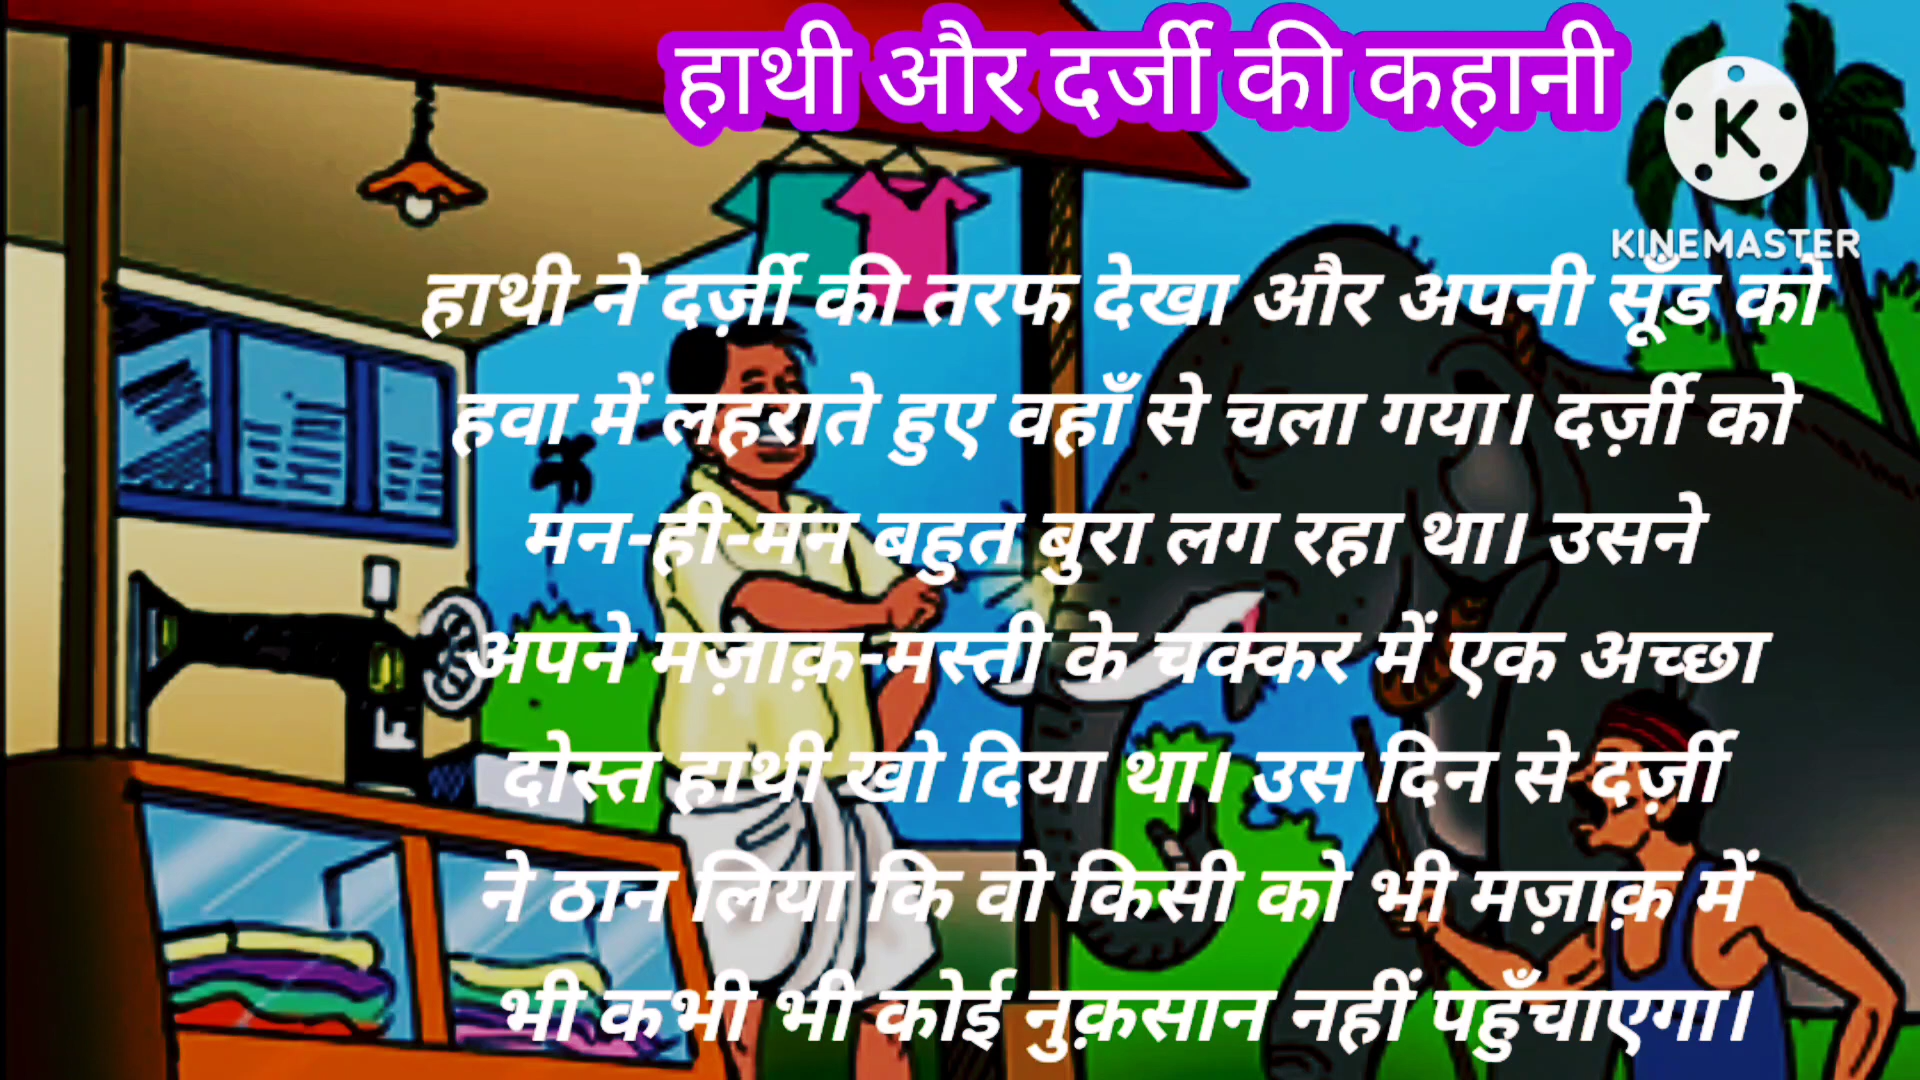 हाथी और दर्जी की कहानी
K
KINEMASTER
हाथी ने दर्ज़ी की तरफ देखा और अपनी सूँड को
हवा में लहराते हुए वहाँ से चला गया। दर्ज़ी को
मन-ही-मन बहुत बुरा लग रहा था। उसने
अपने मज़ाक़-मस्ती के चक्कर में एक अच्छा
दोस्त हाथी खो दिया था। उस दिन से दर्ज़ी
ने ठान लिया कि वो किसी को भी मज़ाक़ में
भी कभी भी कोई नुक़सान नहीं पहुँचाएगा।